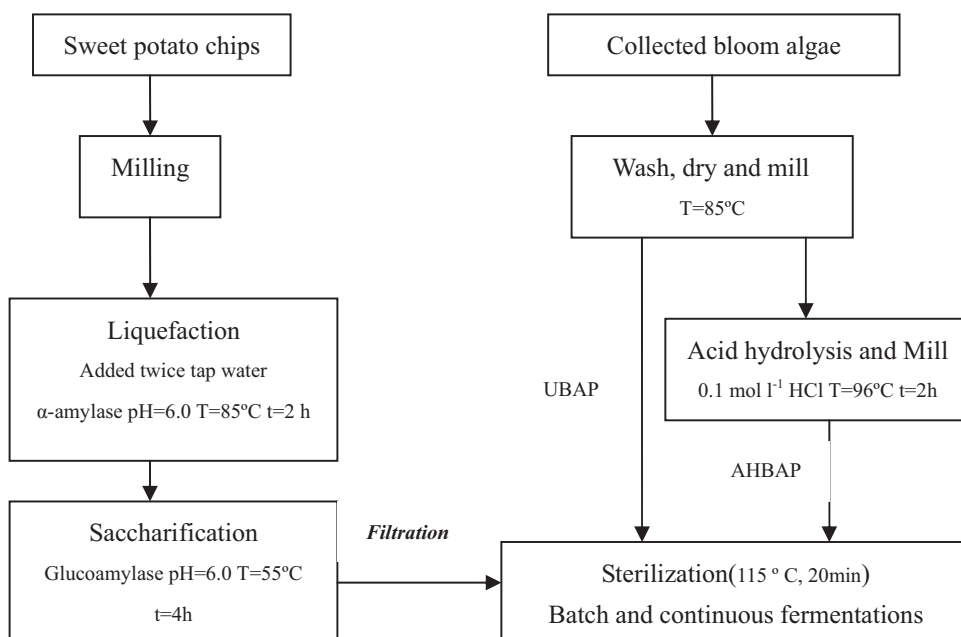 Sweet potato chips
Collected bloom algae
Milling
Wash, dry and mill
T=85ºC
Liquefaction
Added twice tap water
α-amylase pH=6.0 T=85ºC t=2 h
Acid hydrolysis and Mill
0.1 mol l-1 HCl T=96ºC t=2h
UBAP
AHBAP
Saccharification
Glucoamylase pH=6.0 T=55ºC
t=4h
Filtration
Sterilization(115 º C, 20min)
Batch and continuous fermentations